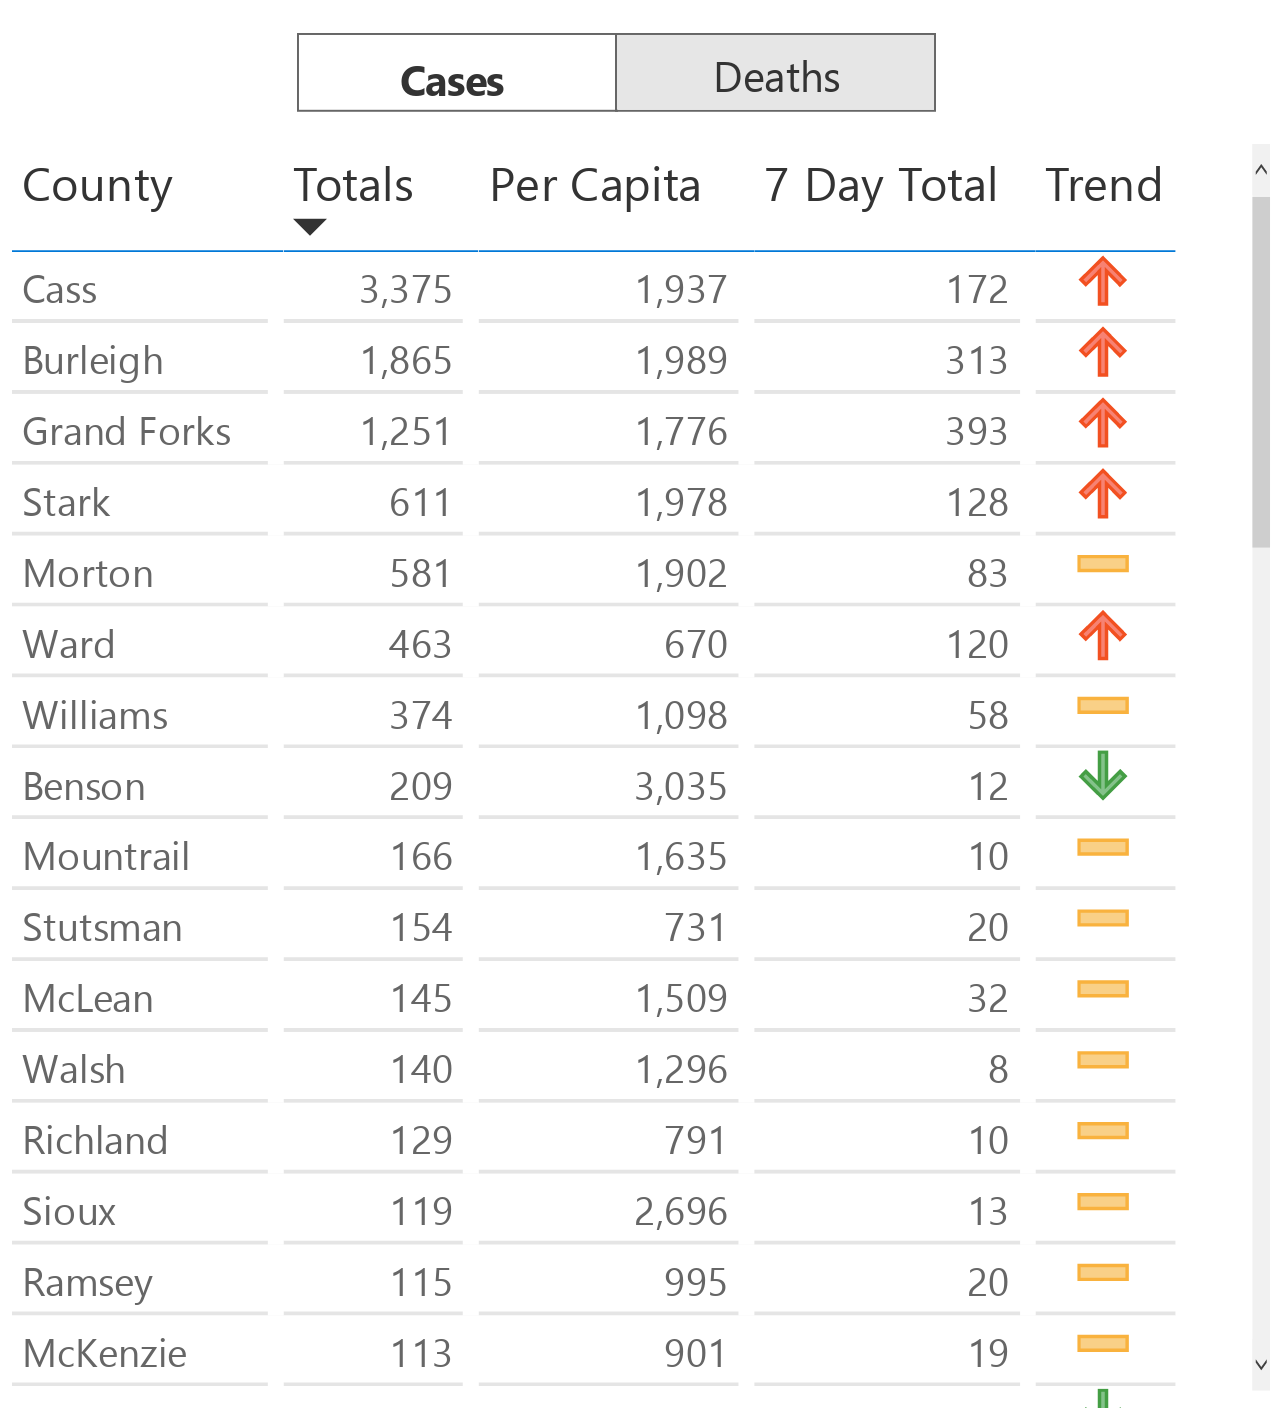 Cases Deaths
County Totals Per Capita 7 Day Total Trend
Cass 3,375 1,937 172
Burleigh 1,865 1,989 313
Grand Forks 1,251 1,776 393
Stark 611 1,978 128
Morton 581 1,902 83
Ward 463 670 120
Williams 374 1,098 58
Benson 209 3,035 12
Mountrail 166 1,635 10
Stutsman 154 731 20
McLean 145 1,509 32
Walsh 140 1,296 8
Richland 129 791 10
Sioux 119 2,696 13
Ramsey 115 995 20
McKenzie 113 901 19